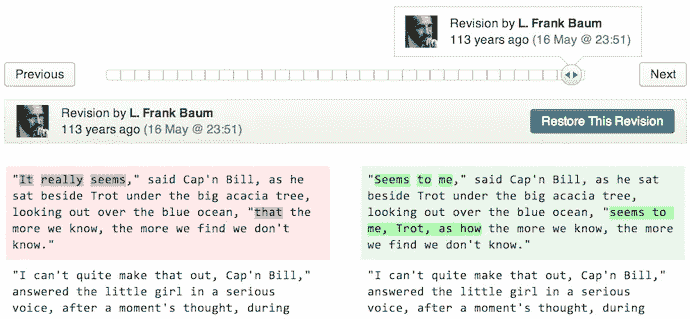 Revision by L. Frank Baum
113 years ago (16 May @ 23:51)
Previous
Next
Revision by L. Frank Baum
113 years ago (16 May @ 23:51)
Restore This Revision
"It really seems," said Cap'n Bill, as he
sat beside Trot under the big acacia tree,
looking out over the blue ocean, "that the
more we know, the more we find we don't
know."
"I can't quite make that out, Cap'n Bill,"
answered the little girl in a serious
voice, after a moment's thought, during
"Seems to me," said Cap'n Bill, as he sat
beside Trot under the big acacia tree,
looking out over the blue ocean, "seems to
me, Trot, as how the more we know, the more
we find we don't know."
"I can't quite make that out, Cap'n Bill,"
answered the little girl in a serious
voice, after a moment's thought, during